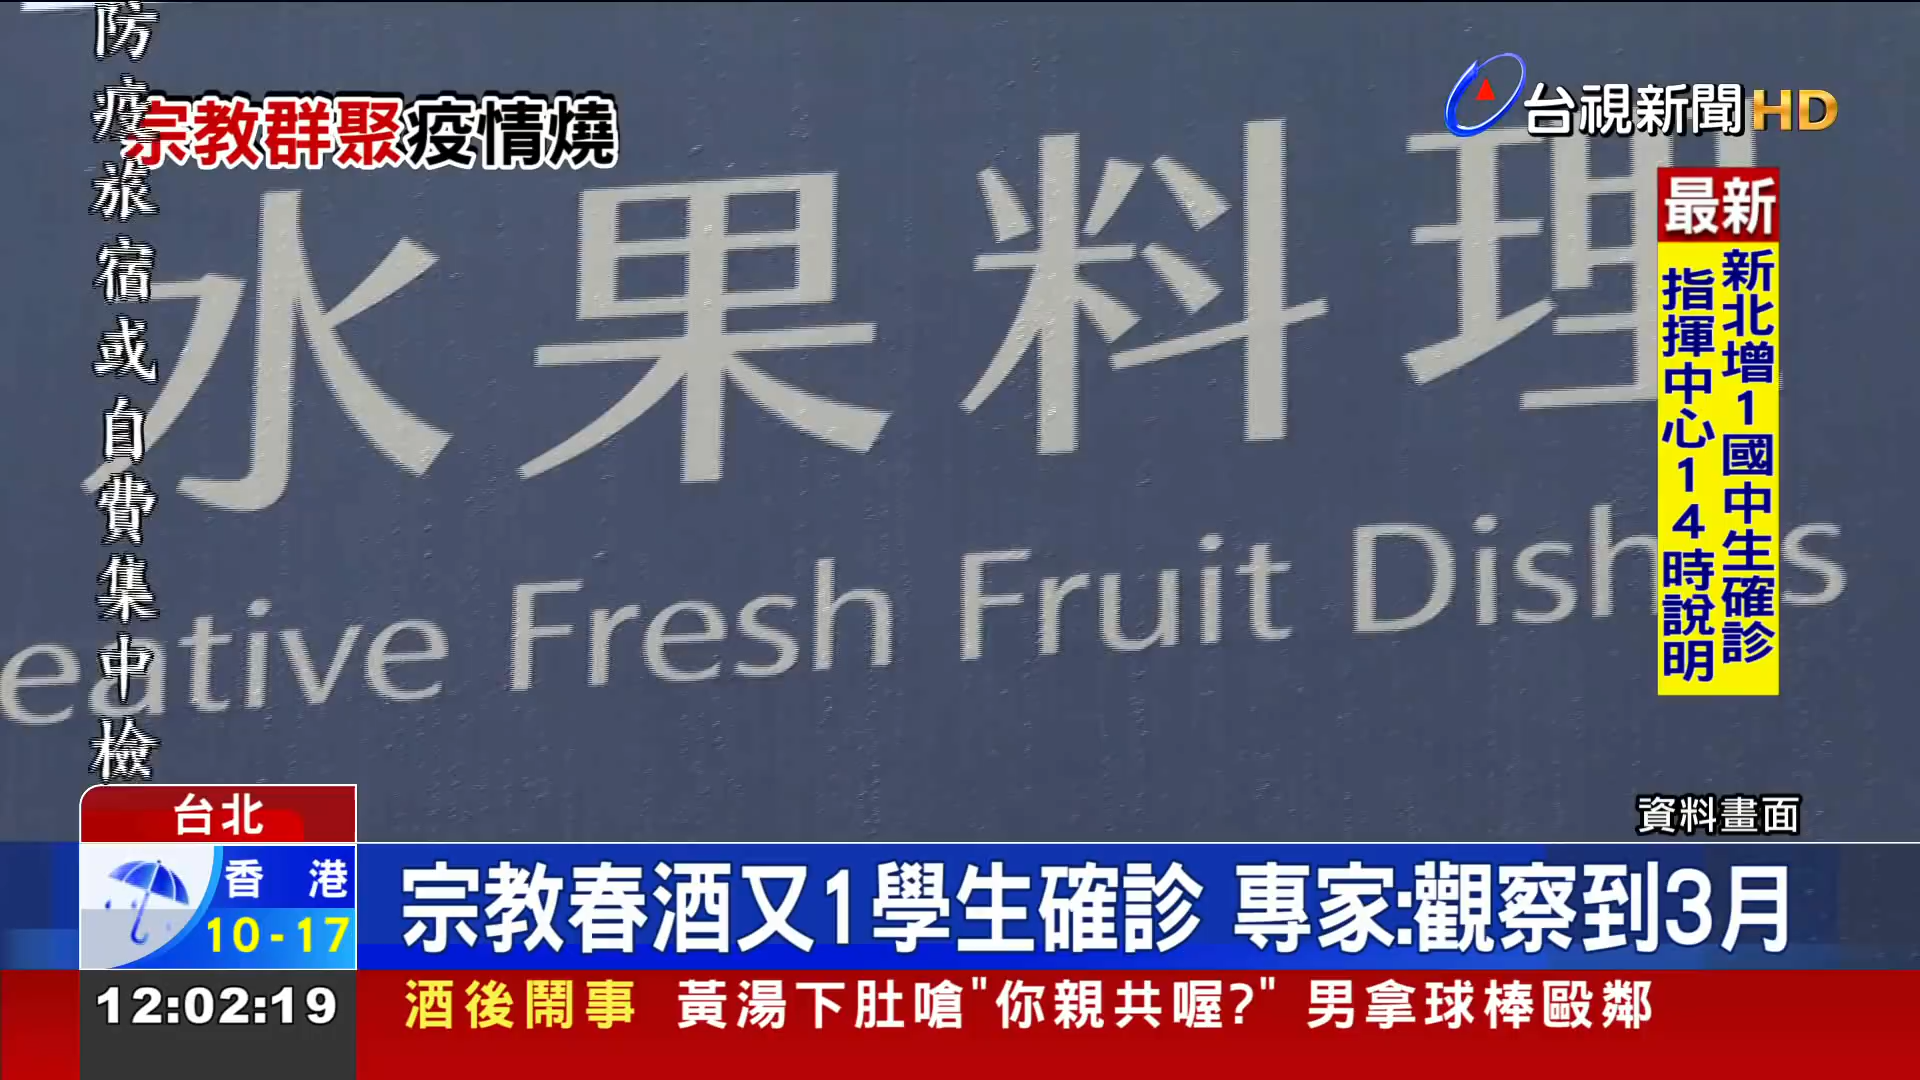 防疫旅宿或自費集中檢
宗教群聚疫情燒
台視新聞HD
最新
新北增1國中生確診
指揮中心14時說明
水果料理
eative Fresh Fruit Dishes
資料畫面
台北
香港
10-17
12:02:19
宗教春酒又1學生確診 專家:觀察到3月
酒後鬧事 黃湯下肚嗆"你親共喔?" 男拿球棒毆鄰